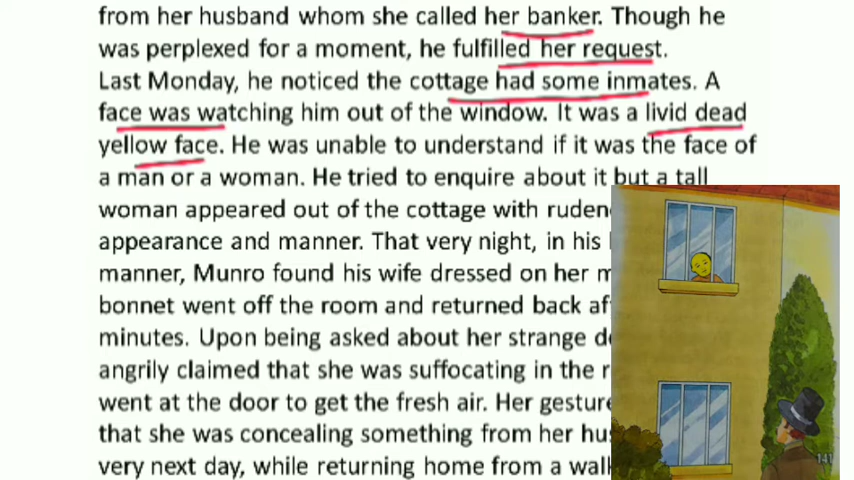 from her husband whom she called her banker. Though he
was perplexed for a moment, he fulfilled her request.
Last Monday, he noticed the cottage had some inmates. A
face was watching him out of the window. It was a livid dead
yellow face. He was unable to understand if it was the face of
a man or a woman. He tried to enquire about it but a tall
woman appeared out of the cottage with
appearance and manner. That very night, in his
manner, Munro found his wife dressed on her
bonnet went off the room and returned back
minutes. Upon being asked about her strange
angrily claimed that she was suffocating in the
went at the door to get the fresh air. Her
that she was concealing something from her
very next day, while returning home from a
141